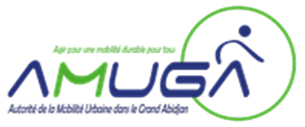 Agir pour une mobilité durable pour tous
AMUGA
Autorité de la Mobilité Urbaine dans le Grand Abidjan